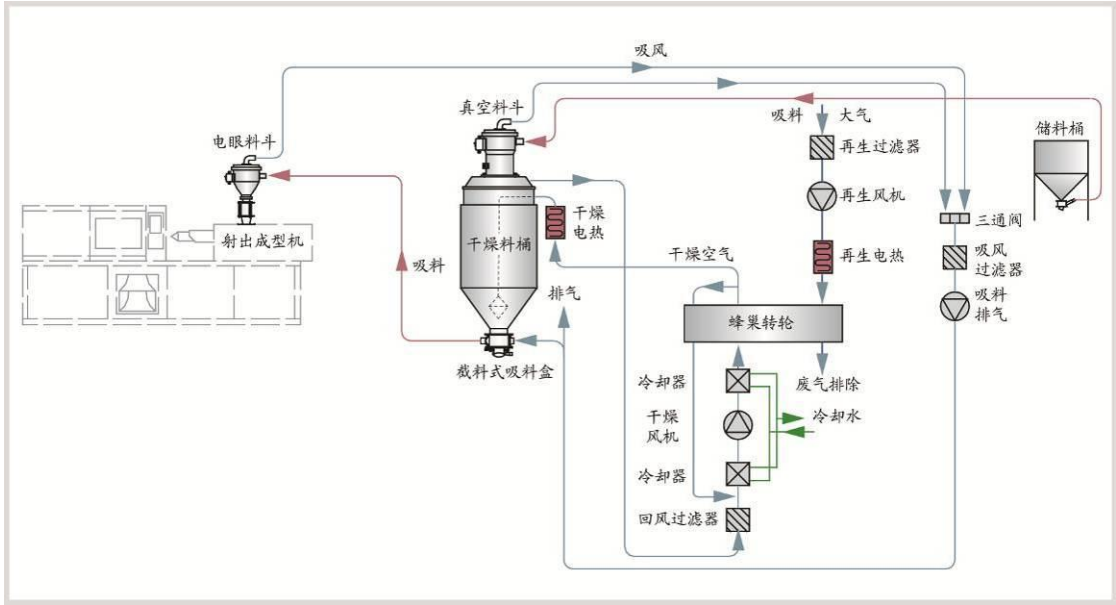 吸风
真空料斗
吸料
大气
电眼料斗
储料桶
再生过滤器
再生风机
三通阀
干燥
电热
射出成型机
干燥料桶
干燥空气
再生电热
吸风
过滤器
吸料
排气
吸料
排气
蜂巢转轮
截料式吸料盒
冷却器
废气排除
干燥
风机
冷却水
冷却器
回风过滤器